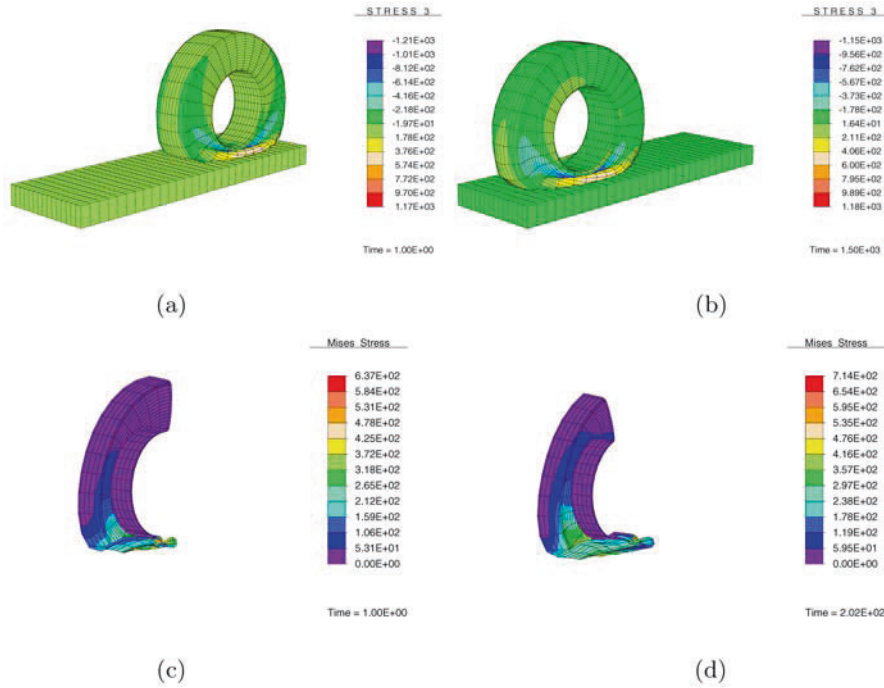 STRESS 3
-1.21E+03
-1.01E+03
-8.12E+02
-6.14E+02
-4.16E+02
-2.18E+02
-1.97E+01
1.78E+02
3.76E+02
5.74E+02
7.72E+02
9.70E+02
1.17E+03
Time = 1.00E+00
(a)
STRESS 3
-1.15E+03
-9.56E+02
-7.62E+02
-5.67E+02
-3.73E+02
-1.78E+02
1.64E+01
2.11E+02
4.06E+02
6.00E+02
7.95E+02
9.89E+02
1.18E+03
Time = 1.50E+03
(b)
Mises Stress
6.37E+02
5.84E+02
5.31E+02
4.78E+02
4.25E+02
3.72E+02
3.18E+02
2.65E+02
2.12E+02
1.59E+02
1.06E+02
5.31E+01
0.00E+00
Time = 1.00E+00
(c)
Mises Stress
7.14E+02
6.54E+02
5.95E+02
5.35E+02
4.76E+02
4.16E+02
3.57E+02
2.97E+02
2.38E+02
1.78E+02
1.19E+02
5.95E+01
0.00E+00
Time = 2.02E+02
(d)